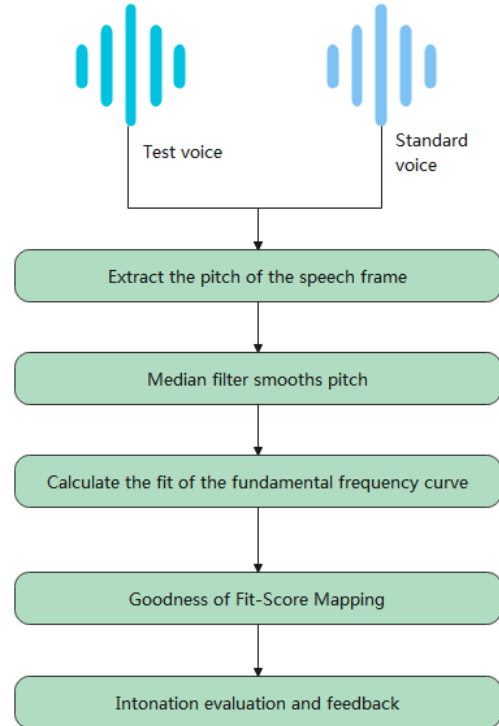 Test voice
Standard
voice
Extract the pitch of the speech frame
Median filter smooths pitch
Calculate the fit of the fundamental frequency curve
Goodness of Fit-Score Mapping
Intonation evaluation and feedback